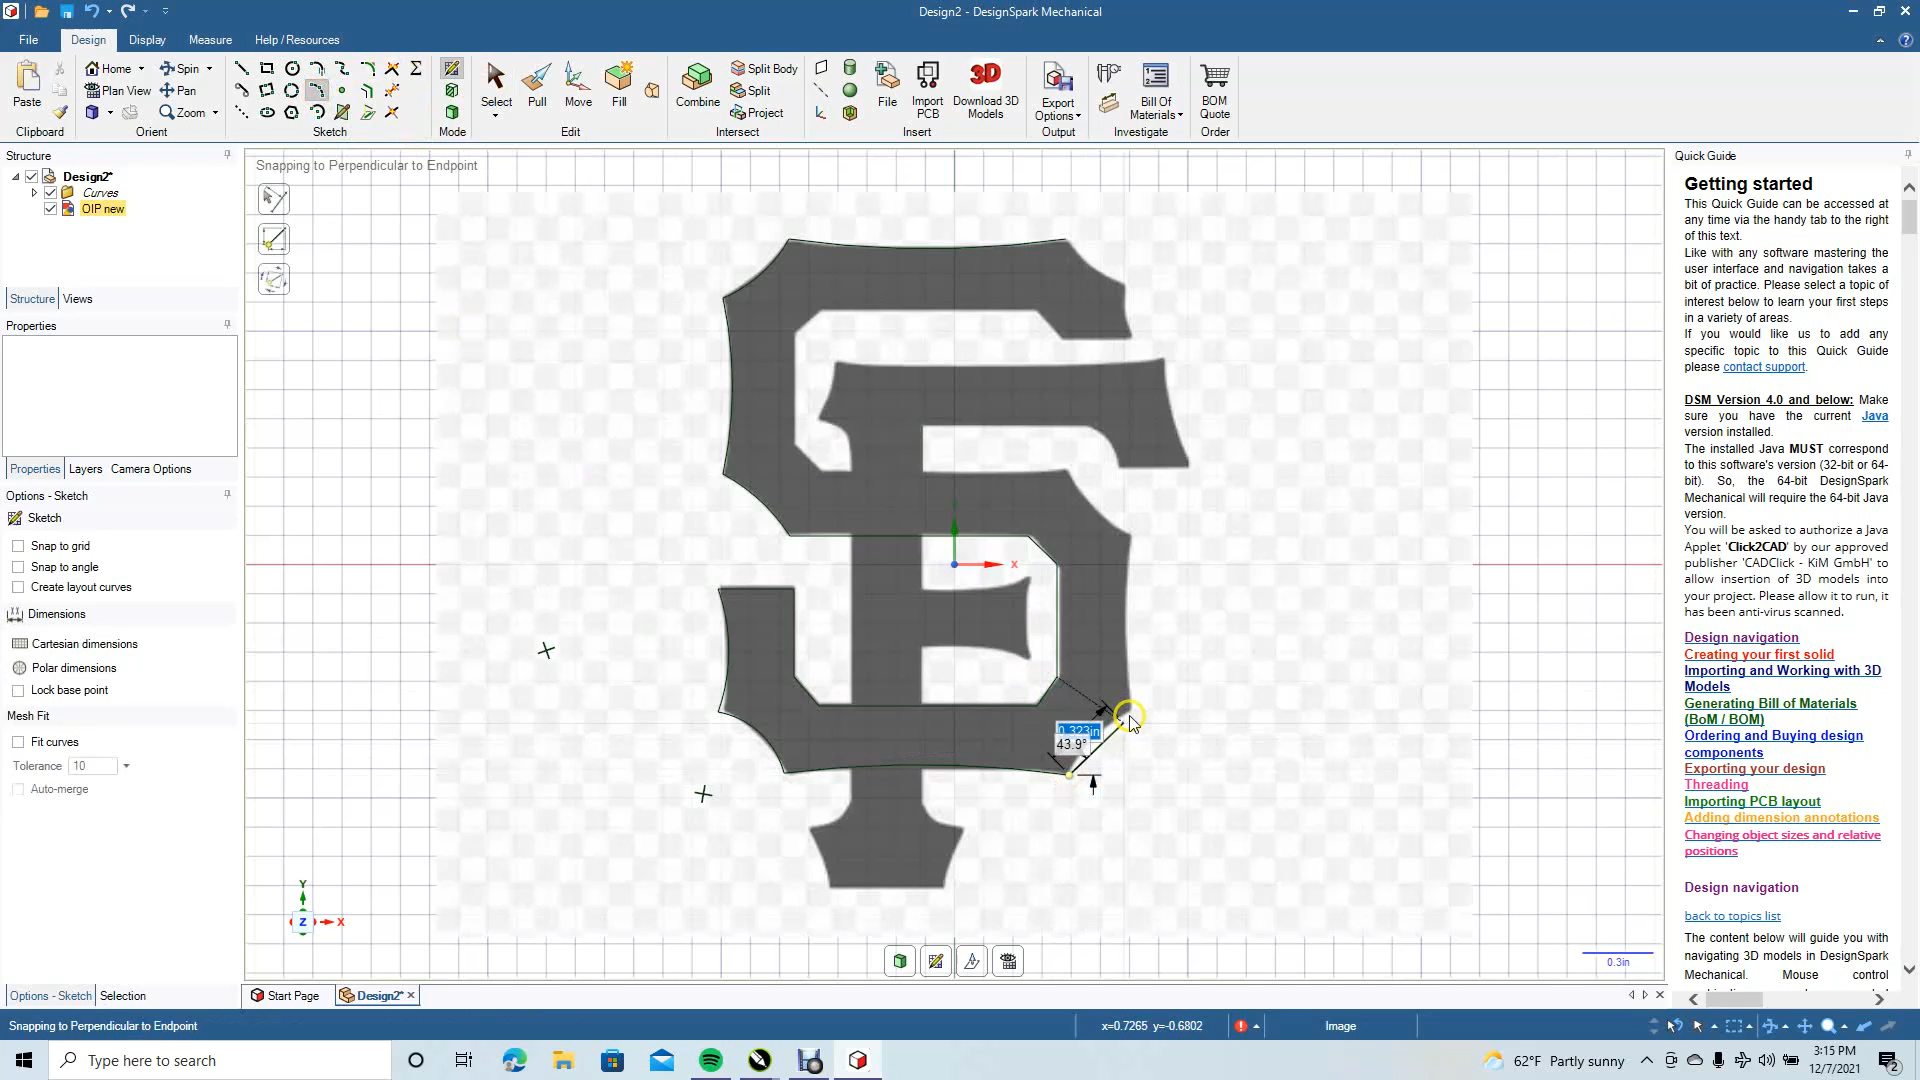 Design2 - DesignSpark Mechanical
File
Design
Display
Measure
Help / Resources
Paste
Home
Plan View
Spin
Pan
Zoom
Select
Pull
Move
Fill
Combine
Split Body
Split
Project
File
Import
PCB
Download 3D
Models
Export
Options
Bill Of
Materials
BOM
Quote
Clipboard
Orient
Sketch
Mode
Edit
Intersect
Insert
Output
Investigate
Order
Structure
Design2*
Curves
OIP new
Structure
Views
Properties
Properties
Layers
Camera Options
Options - Sketch
Sketch
Snap to grid
Snap to angle
Create layout curves
Dimensions
Cartesian dimensions
Polar dimensions
Lock base point
Mesh Fit
Fit curves
Tolerance
10
Auto-merge
Options - Sketch
Selection
Snapping to Perpendicular to Endpoint
X
0.323in
43.9°
Y
Z
X
0.3in
Start Page
Design2*
Quick Guide
Getting started
This Quick Guide can be accessed at
any time via the handy tab to the right
of this text.
Like with any software mastering the
user interface and navigation takes a
bit of practice. Please select a topic of
interest below to learn your first steps
in a variety of areas.
If you would like us to add any
specific topic to this Quick Guide
please contact support.
DSM Version 4.0 and below: Make
sure you have the current Java
version installed.
The installed Java MUST correspond
to this software's version (32-bit or 64-
bit). So, the 64-bit DesignSpark
Mechanical will require the 64-bit Java
version.
You will be asked to authorize a Java
Applet 'Click2CAD' by our approved
publisher 'CADClick - KiM GmbH' to
allow insertion of 3D models into
your project. Please allow it to run, it
has been anti-virus scanned.
Design navigation
Creating your first solid
Importing and Working with 3D
Models
Generating Bill of Materials
(BoM / BOM)
Ordering and Buying design
components
Exporting your design
Threading
Importing PCB layout
Adding dimension annotations
Changing object sizes and relative
positions
Design navigation
back to topics list
The content below will guide you with
navigating 3D models in DesignSpark
Mechanical. Mouse control
Snapping to Perpendicular to Endpoint
x=0.7265 y=-0.6802
Image
Type here to search
62°F Partly sunny
3:15 PM
12/7/2021
2